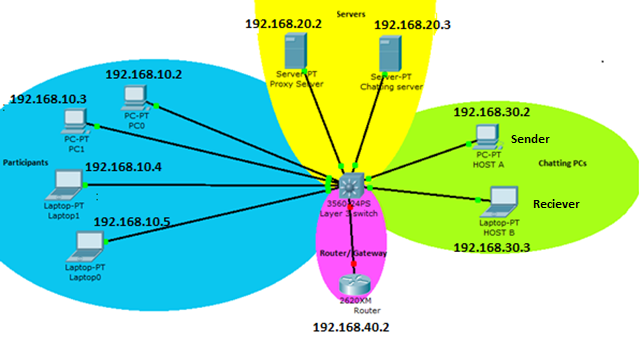 Servers
192.168.20.2
192.168.20.3
Server-PT
Proxy Server
Server-PT
Chatting server
192.168.10.2
PC-PT
PC0
192.168.10.3
PC-PT
PC1
Participants
192.168.10.4
Laptop-PT
Laptop1
192.168.10.5
Laptop-PT
Laptop0
192.168.30.2
Sender
PC-PT
HOST A
Chatting PCs
Reciever
Laptop-PT
HOST B
192.168.30.3
3560-24PS
Layer 3 switch
Router/Gateway
2620XM
Router
192.168.40.2